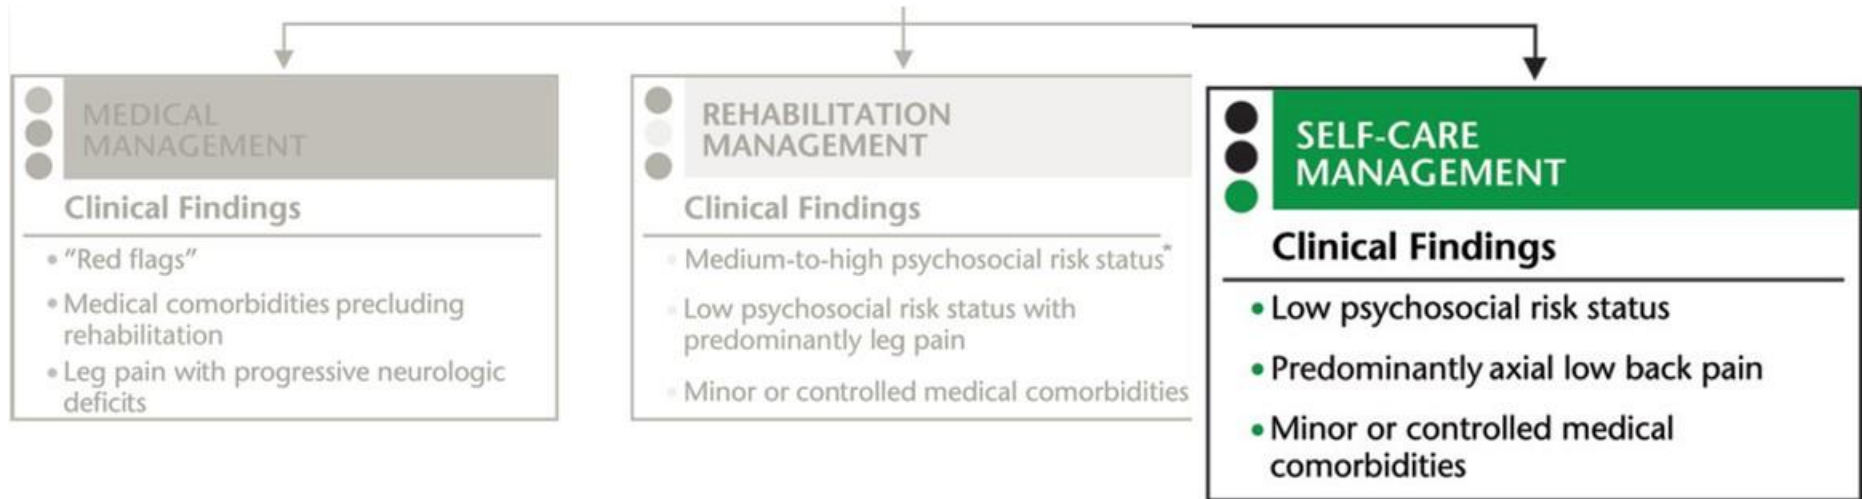 MEDICAL
MANAGEMENT
Clinical Findings
• "Red flags"
• Medical comorbidities precluding
rehabilitation
• Leg pain with progressive neurologic
deficits
REHABILITATION
MANAGEMENT
Clinical Findings
• Medium-to-high psychosocial risk status*
• Low psychosocial risk status with
predominantly leg pain
• Minor or controlled medical comorbidities
SELF-CARE
MANAGEMENT
Clinical Findings
• Low psychosocial risk status
• Predominantly axial low back pain
• Minor or controlled medical
comorbidities